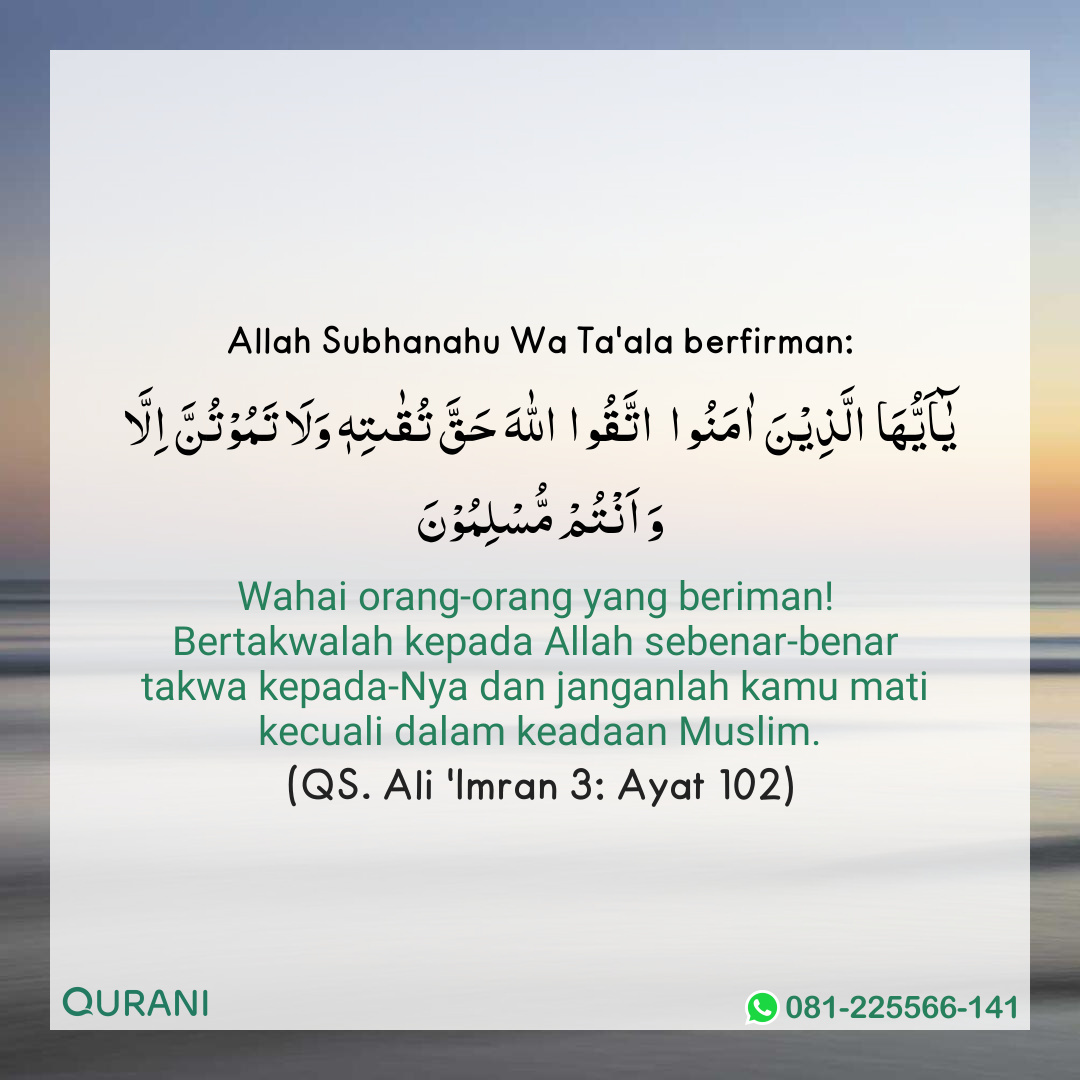 Allah Subhanahu Wa Ta'ala berfirman:
يٰۤاَيُّهَا الَّذِيْنَ اٰمَنُوا اتَّقُوا اللّٰهَ حَقَّ تُقٰىتِهٖ وَلَا تَمُوْتُنَّ اِلَّا
وَاَنْـتُمْ مُّسْلِمُوْنَ
Wahai orang-orang yang beriman!
Bertakwalah kepada Allah sebenar-benar
takwa kepada-Nya dan janganlah kamu mati
kecuali dalam keadaan Muslim.
(QS. Ali 'Imran 3: Ayat 102)
QURANI
081-225566-141